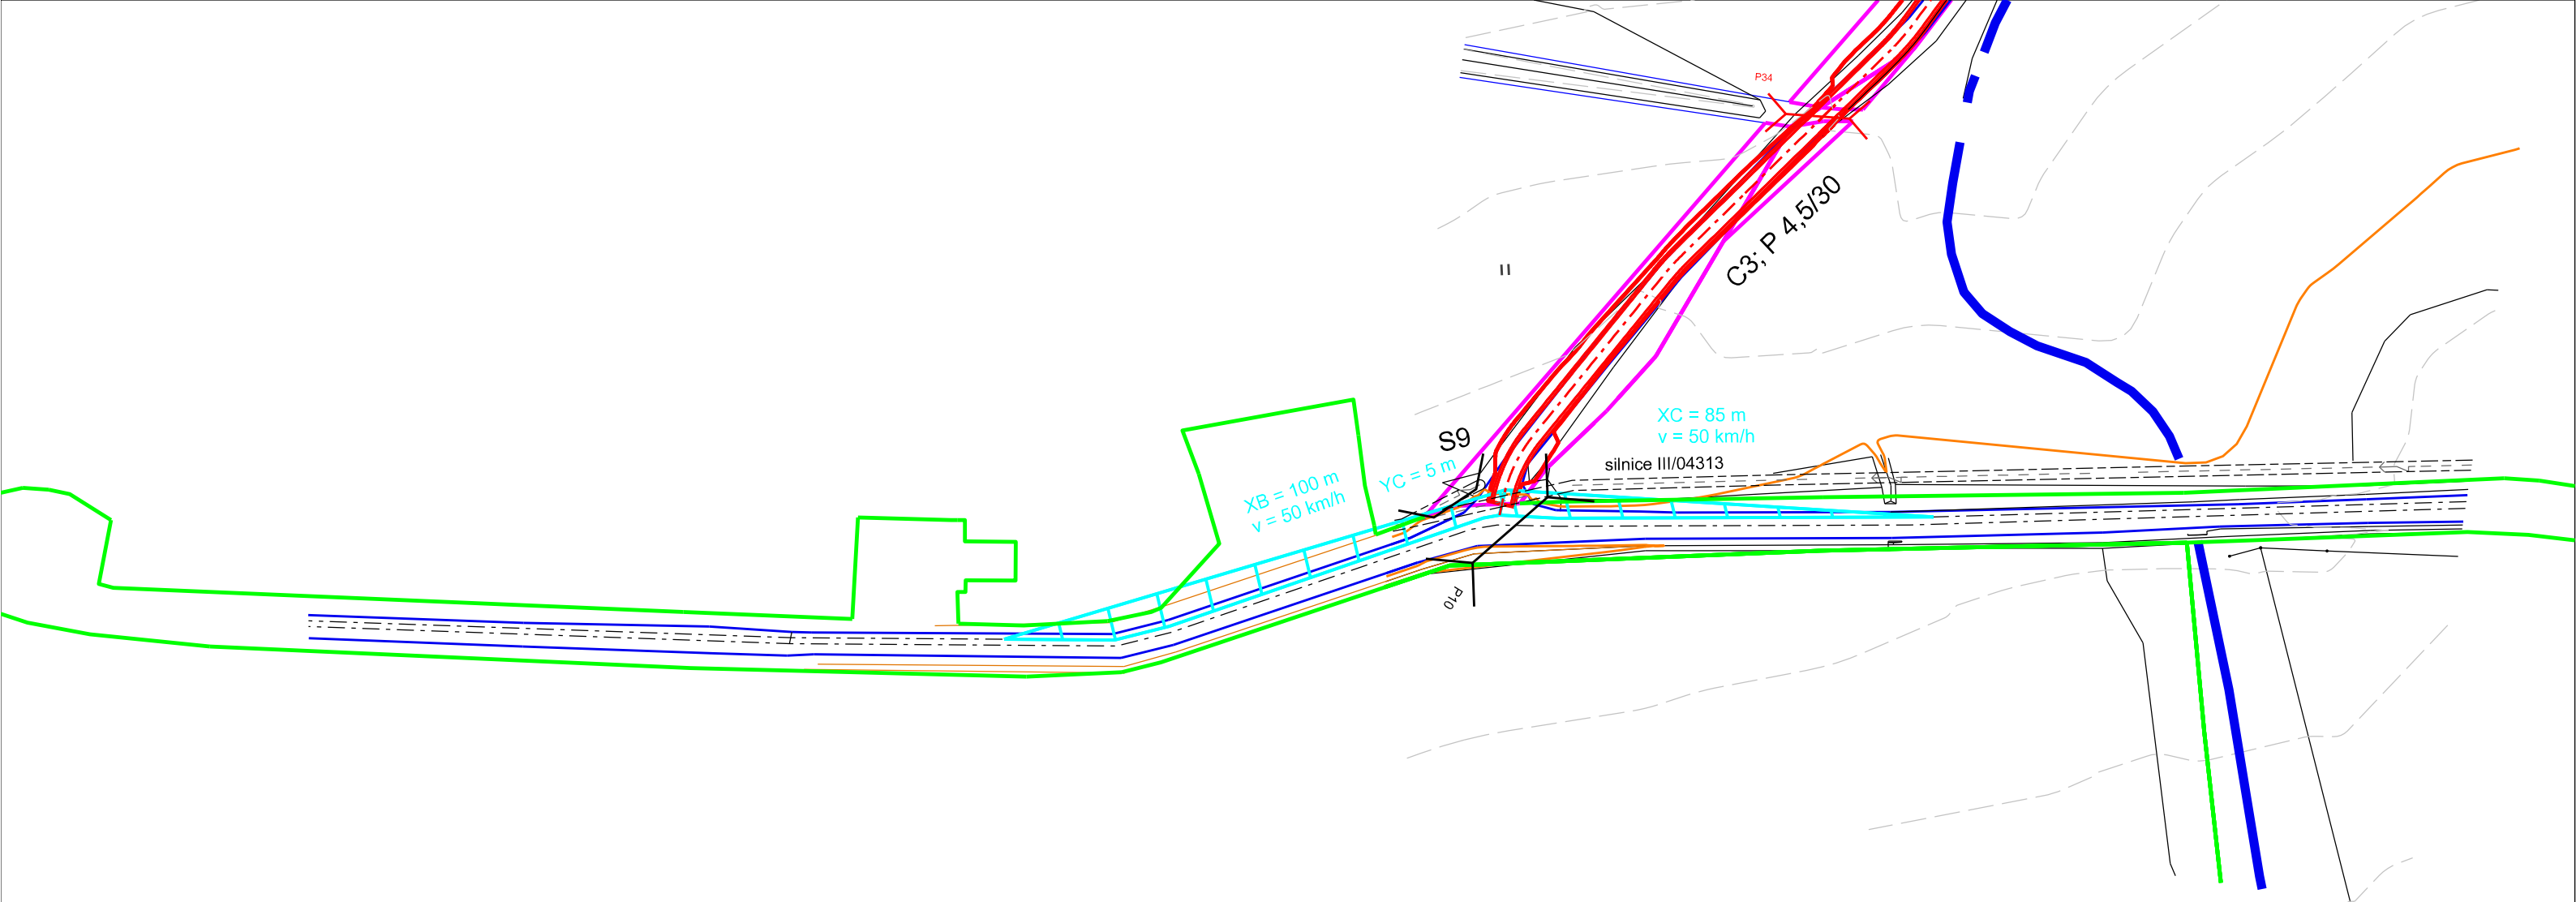 P34
C3; P 4,5/30
S9
XC = 85 m
v = 50 km/h
silnice III/04313
YC = 5 m
XB = 100 m
v = 50 km/h
P10